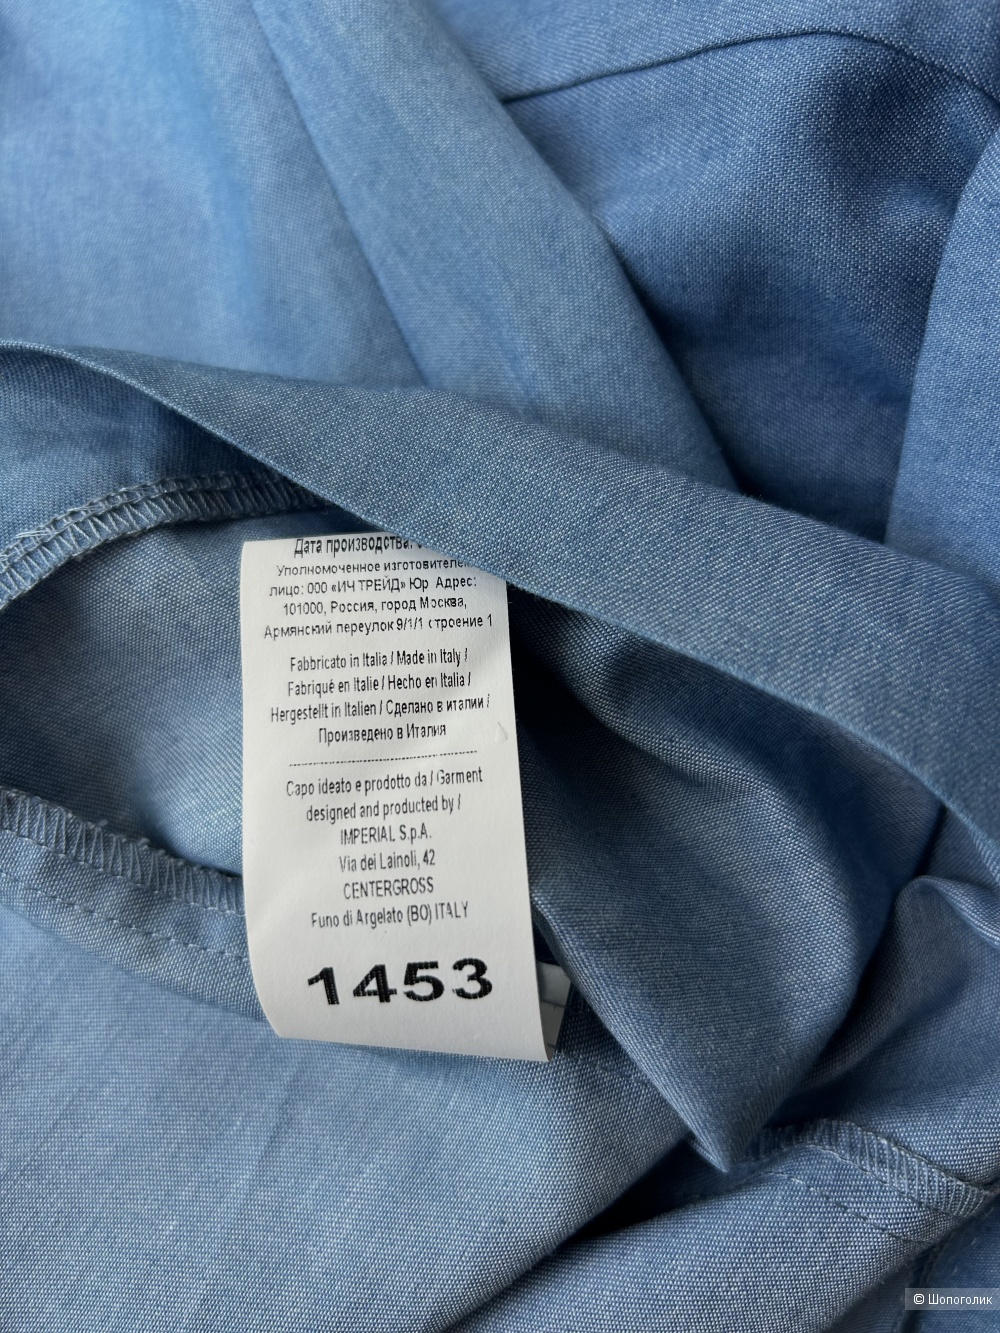 Дата производства:
Уполномоченное изготовителем
лицо: ООО «ИЧ ТРЕЙД» Юр Адрес:
101000, Россия, город Москва,
Армянский переулок 9/1/1 строение 1
Fabbricato in Italia / Made in Italy /
Fabriqué en Italie / Hecho en Italia /
Hergestellt in Italien / Сделано в италии /
Произведено в Италия
Capo ideato e prodotto da / Garment
designed and producted by /
IMPERIAL S.p.A.
Via dei Lainoli, 42
CENTERGROSS
Funo di Argelato (BO) ITALY
1453
© Шопоголик